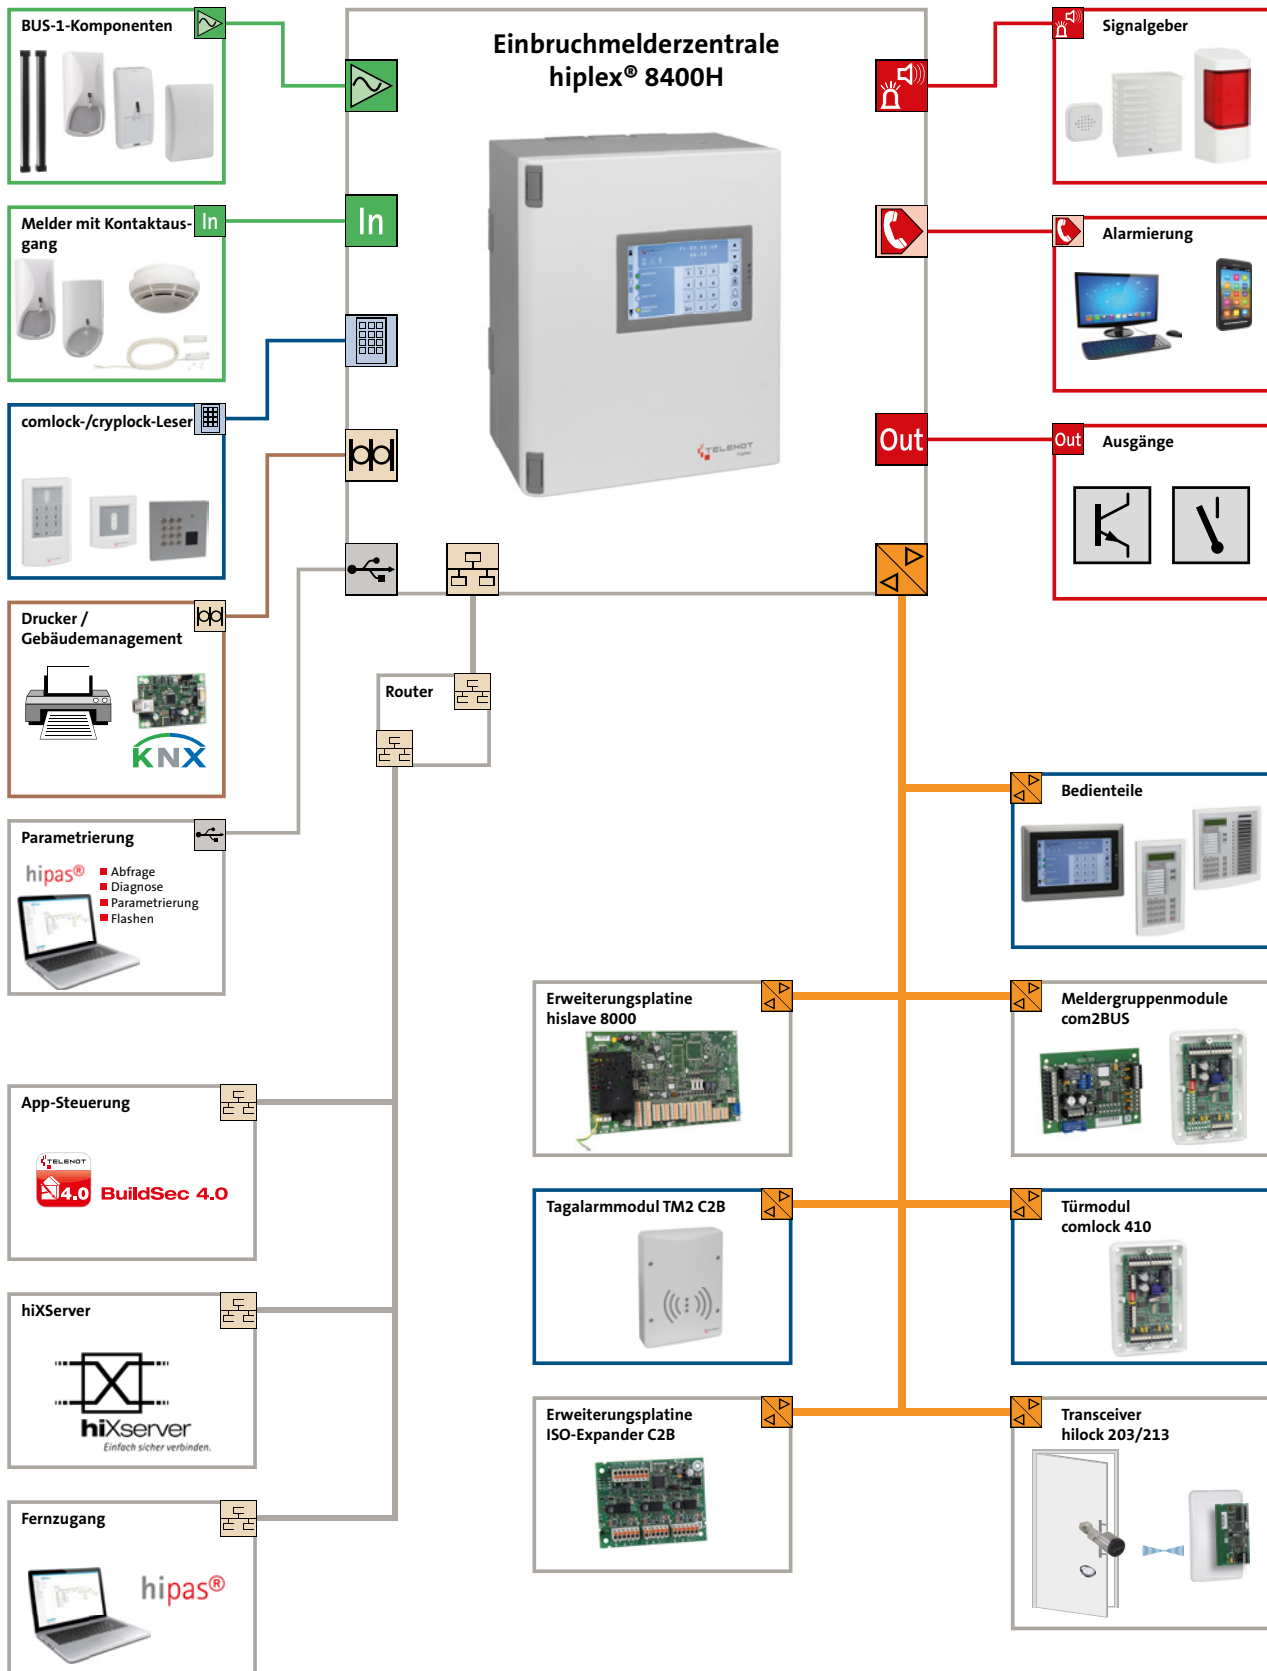 Einbruchmelderzentrale
hiplex® 8400H
TELENOT
hiplex
BUS-1-Komponenten
Melder mit Kontaktaus-
gang
In
In
comlock-/cryplock-Leser
Drucker /
Gebäudemanagement
KNX
Parametrierung
hipas®
Abfrage
Diagnose
Parametrierung
Flashen
App-Steuerung
TELENOT
4.0
BuildSec 4.0
hiXServer
hiXserver
Einfach sicher verbinden.
Fernzugang
hipas®
Router
Signalgeber
Alarmierung
Out
Out
Ausgänge
Bedienteile
Erweiterungsplatine
hislave 8000
Meldergruppenmodule
com2BUS
Tagalarmmodul TM2 C2B
Türmodul
comlock 410
Erweiterungsplatine
ISO-Expander C2B
Transceiver
hilock 203/213